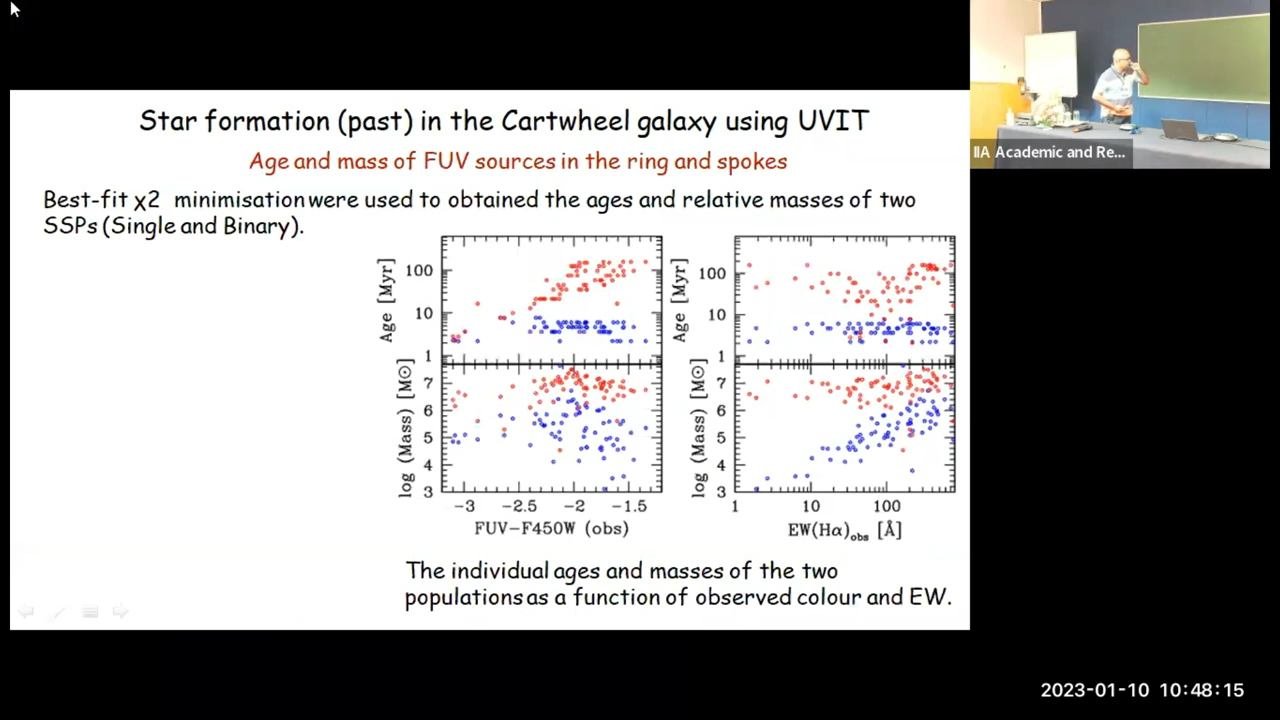 Star formation (past) in the Cartwheel galaxy using UVIT
Age and mass of FUV sources in the ring and spokes
Best-fit χ2 minimisation were used to obtained the ages and relative masses of two
SSPs (Single and Binary).
Age [Myr]
100
10
1
log (Mass) [M⊙]
7
6
5
4
3
−3 −2.5 −2 −1.5
FUV−F450W (obs)
Age [Myr]
100
10
1
log (Mass) [M⊙]
7
6
5
4
3
1 10 100
EW(Hα)obs [Å]
The individual ages and masses of the two
populations as a function of observed colour and EW.
IIA Academic and Re...
2023-01-10 10:48:15